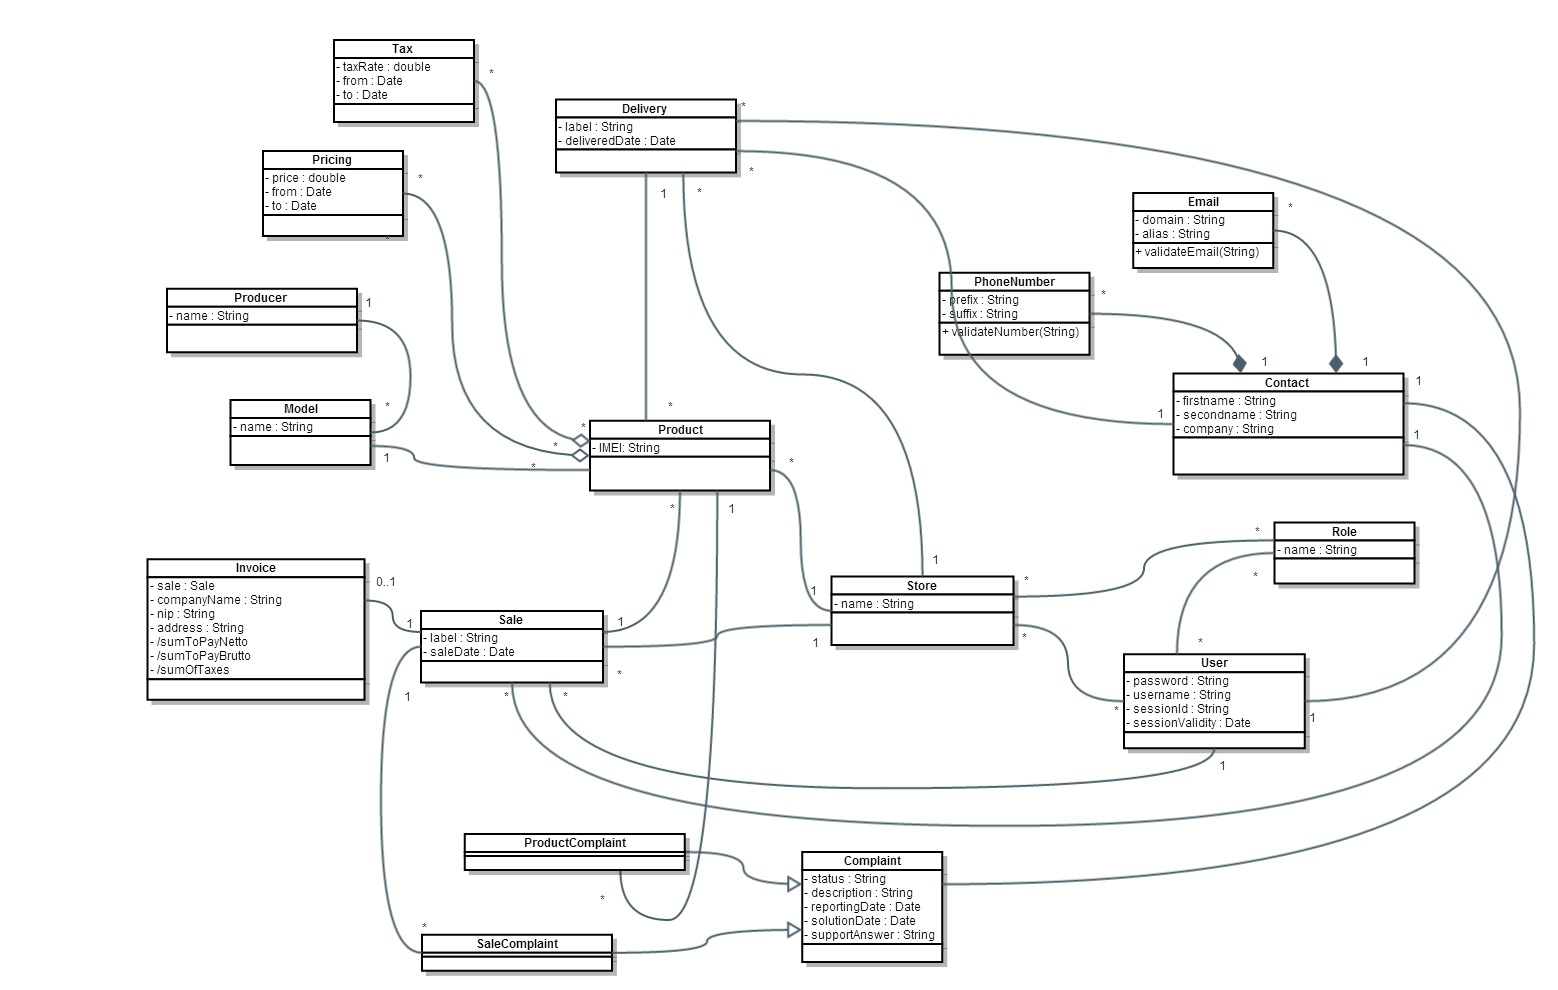 Tax
- taxRate : double
- from : Date
- to : Date
*
Delivery
- label : String
- deliveredDate : Date
*
*
1
*
Pricing
- price : double
- from : Date
- to : Date
*
*
Email
- domain : String
- alias : String
+ validateEmail(String)
*
PhoneNumber
- prefix : String
- suffix : String
+ validateNumber(String)
*
Producer
- name : String
1
1
1
Contact
- firstname : String
- secondname : String
- company : String
1
1
1
Model
- name : String
*
1
*
*
*
*
Product
- IMEI: String
*
*
1
Role
- name : String
*
*
Invoice
- sale : Sale
- companyName : String
- nip : String
- address : String
- /sumToPayNetto
- /sumToPayBrutto
- /sumOfTaxes
0..1
1
Store
- name : String
1
*
1
*
Sale
- label : String
- saleDate : Date
1
1
1
*
*
*
User
- password : String
- username : String
- sessionId : String
- sessionValidity : Date
*
*
1
1
ProductComplaint
*
Complaint
- status : String
- description : String
- reportingDate : Date
- solutionDate : Date
- supportAnswer : String
*
SaleComplaint